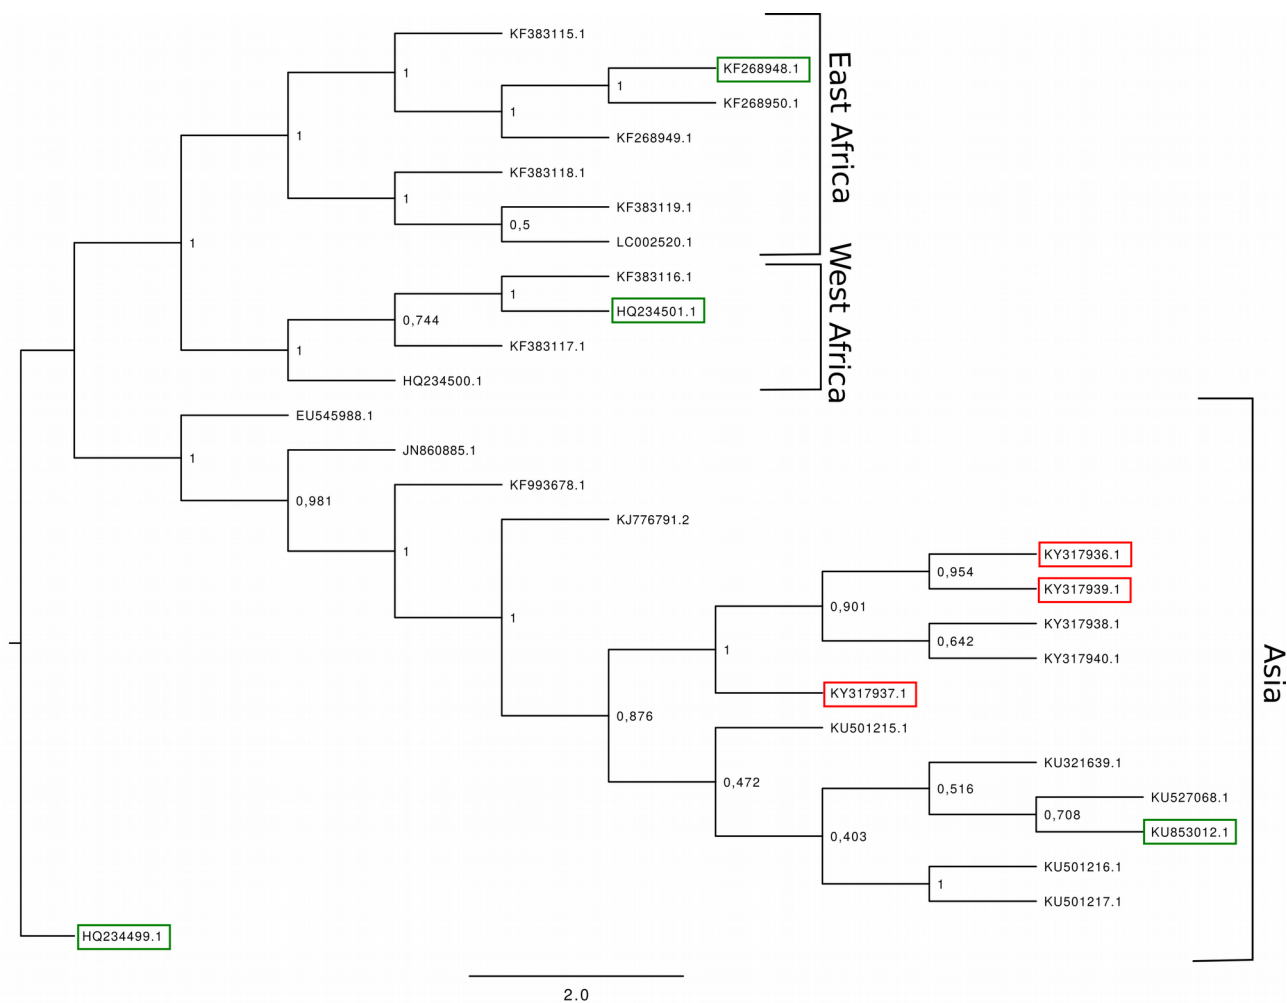 KF383115.1
KF268948.1
1
1
KF268950.1
1
KF268949.1
East Africa
1
KF383118.1
1
KF383119.1
0,5
LC002520.1
1
KF383116.1
1
HQ234501.1
0,744
West Africa
KF383117.1
1
HQ234500.1
EU545988.1
JN860885.1
1
KF993678.1
0,981
KJ776791.2
1
KY317936.1
0,954
KY317939.1
0,901
1
KY317938.1
0,642
1
KY317940.1
Asia
KY317937.1
0,876
KU501215.1
KU321639.1
0,472
0,516
KU527068.1
0,708
KU853012.1
0,403
KU501216.1
1
KU501217.1
HQ234499.1
2.0